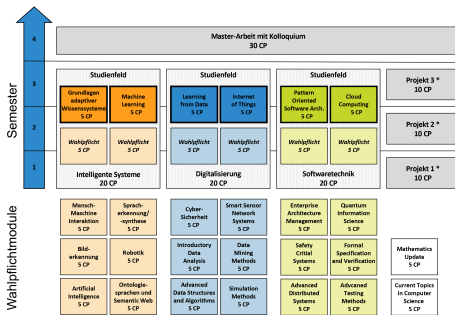 4
Master-Arbeit mit Kolloquium
30 CP
Semester
3
2
1
Studienfeld
Grundlagen
adaptiver
Wissenssysteme
5 CP
Machine
Learning
5 CP
Wahlpflicht
5 CP
Wahlpflicht
5 CP
Intelligente Systeme
20 CP
Studienfeld
Learning
from Data
5 CP
Internet
of Things
5 CP
Wahlpflicht
5 CP
Wahlpflicht
5 CP
Digitalisierung
20 CP
Studienfeld
Pattern
Oriented
Software Arch.
5 CP
Cloud
Computing
5 CP
Wahlpflicht
5 CP
Wahlpflicht
5 CP
Softwaretechnik
20 CP
Projekt 3 *
10 CP
Projekt 2 *
10 CP
Projekt 1 *
10 CP
Wahlpflichtmodule
Mensch-
Maschine
Interaktion
5 CP
Sprach-
erkennung/
-synthese
5 CP
Bild-
erkennung
5 CP
Robotik
5 CP
Artificial
Intelligence
5 CP
Ontologie-
sprachen und
Semantic Web
5 CP
Cyber-
Sicherheit
5 CP
Smart Sensor
Network
Systems
5 CP
Introductory
Data
Analysis
5 CP
Data
Mining
Methods
5 CP
Advanced
Data Structures
and Algorithms
5 CP
Simulation
Methods
5 CP
Enterprise
Architecture
Management
5 CP
Quantum
Information
Science
5 CP
Safety
Critial
Systems
5 CP
Formal
Specification
and Verification
5 CP
Advanced
Distributed
Systems
5 CP
Advanced
Testing
Methods
5 CP
Mathematics
Update
5 CP
Current Topics
in Computer
Science
5 CP